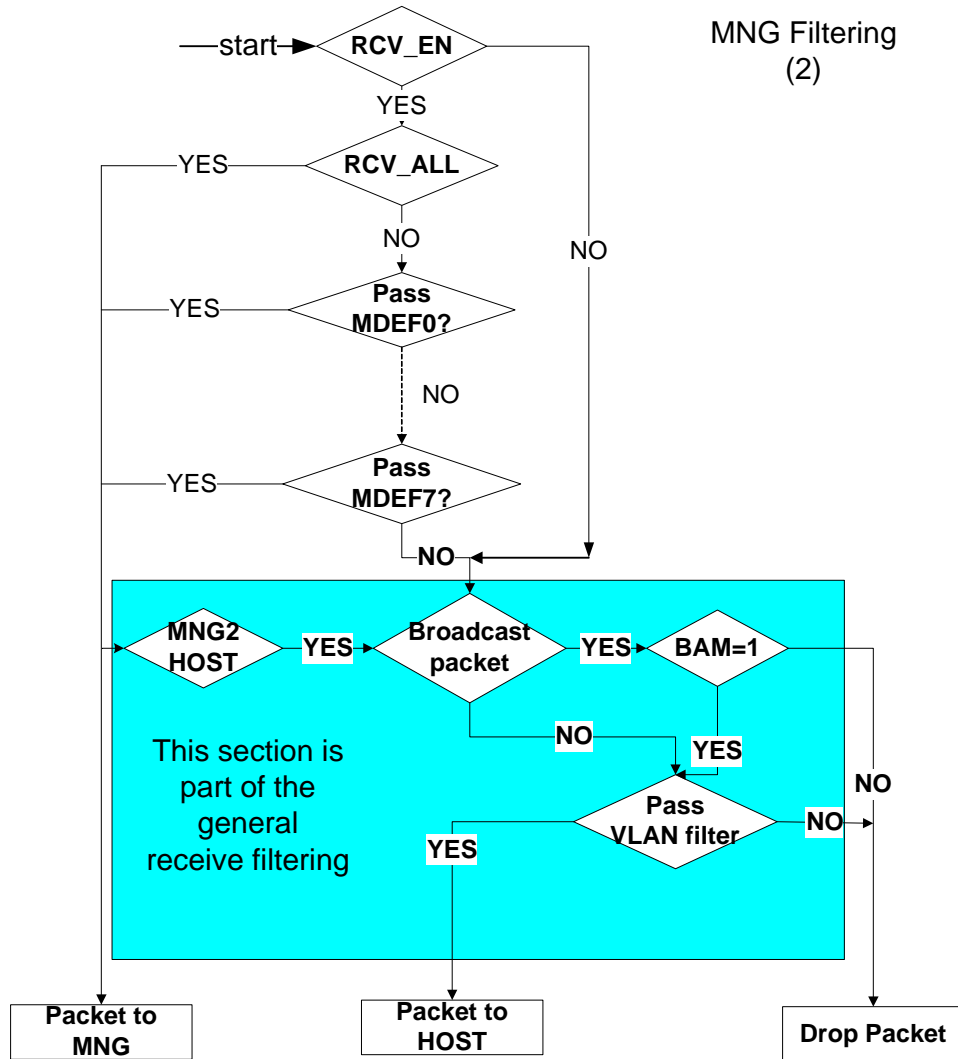 MNG Filtering
(2)
start
RCV_EN
YES
YES
RCV_ALL
NO
NO
YES
Pass
MDEF0?
NO
YES
Pass
MDEF7?
NO
MNG2
HOST
YES
Broadcast
packet
YES
BAM=1
This section is
part of the
general
receive filtering
NO
YES
NO
Pass
VLAN filter
NO
YES
Packet to
MNG
Packet to
HOST
Drop Packet